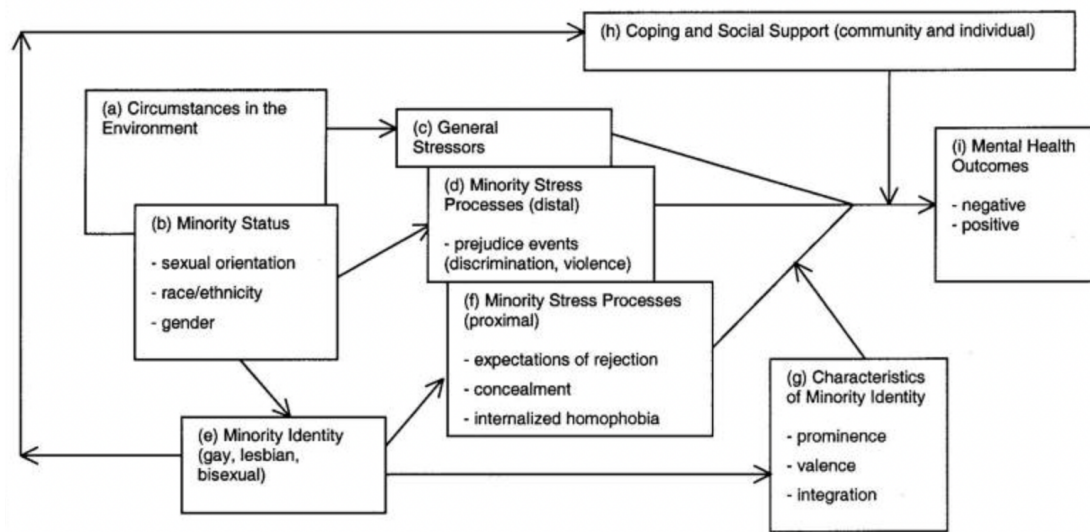 (h) Coping and Social Support (community and individual)
(a) Circumstances in the
Environment
(c) General
Stressors
(i) Mental Health
Outcomes
- negative
- positive
(d) Minority Stress
Processes (distal)
- prejudice events
(discrimination, violence)
(b) Minority Status
- sexual orientation
- race/ethnicity
- gender
(f) Minority Stress Processes
(proximal)
- expectations of rejection
- concealment
- internalized homophobia
(g) Characteristics
of Minority Identity
- prominence
- valence
- integration
(e) Minority Identity
(gay, lesbian,
bisexual)